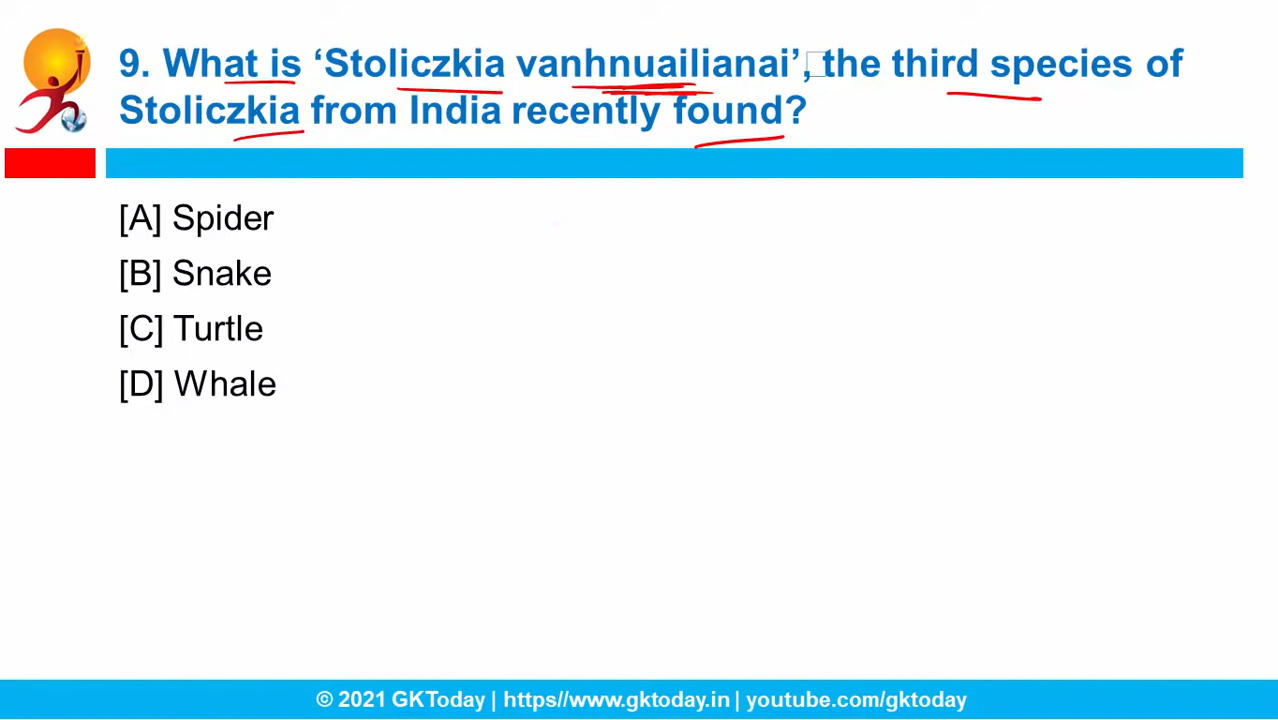 9. What is ‘Stoliczkia vanhnuailianai’, the third species of
Stoliczkia from India recently found?
[A] Spider
[B] Snake
[C] Turtle
[D] Whale
© 2021 GKToday | https//www.gktoday.in | youtube.com/gktoday